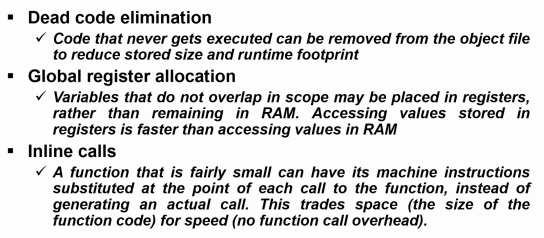 ▪ Dead code elimination
✓ Code that never gets executed can be removed from the object file
to reduce stored size and runtime footprint
▪ Global register allocation
✓ Variables that do not overlap in scope may be placed in registers,
rather than remaining in RAM. Accessing values stored in
registers is faster than accessing values in RAM
▪ Inline calls
✓ A function that is fairly small can have its machine instructions
substituted at the point of each call to the function, instead of
generating an actual call. This trades space (the size of the
function code) for speed (no function call overhead).